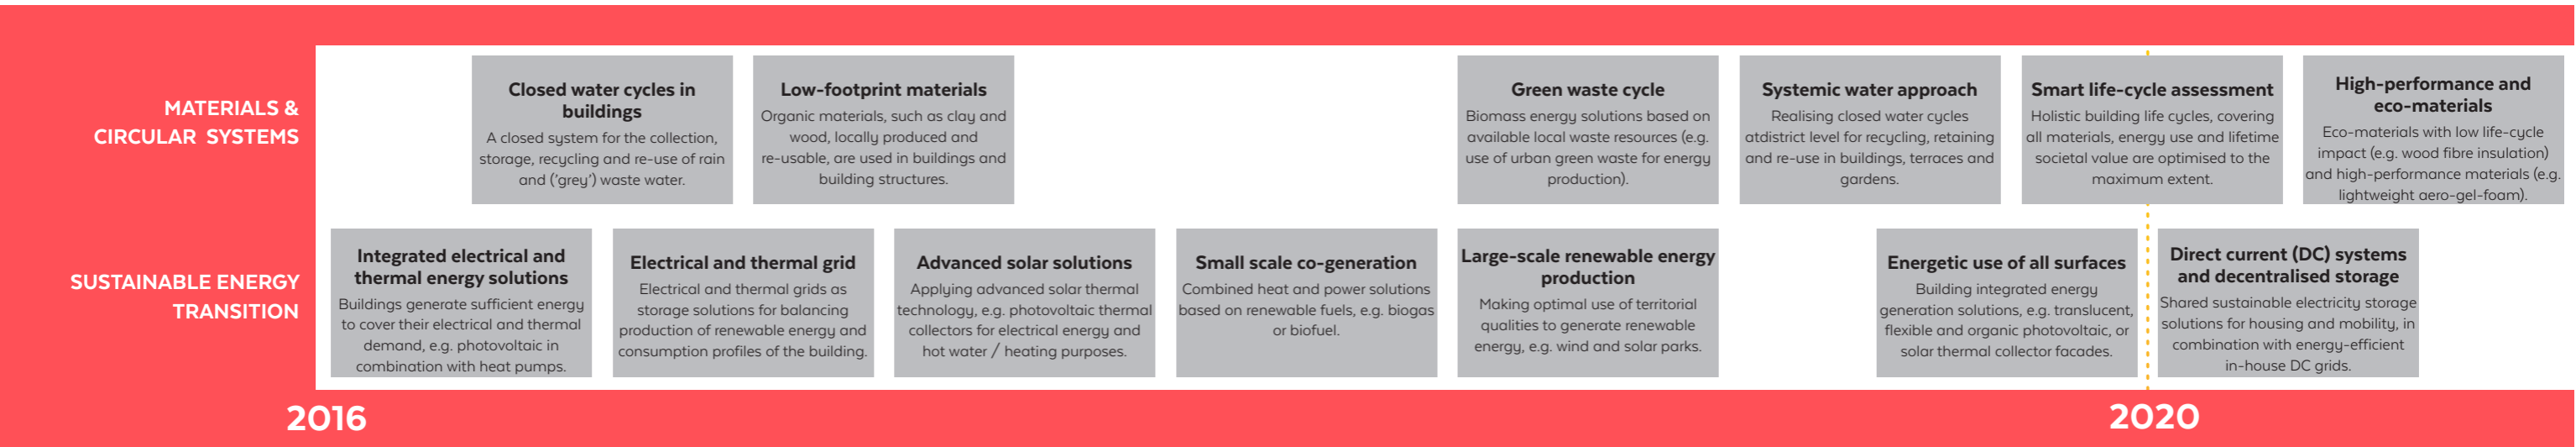 MATERIALS &
CIRCULAR SYSTEMS
Closed water cycles in
buildings
A closed system for the collection,
storage, recycling and re-use of rain
and ('grey') waste water.
Low-footprint materials
Organic materials, such as clay and
wood, locally produced and
re-usable, are used in buildings and
building structures.
Green waste cycle
Biomass energy solutions based on
available local waste resources (e.g.
use of urban green waste for energy
production).
Systemic water approach
Realising closed water cycles
atdistrict level for recycling, retaining
and re-use in buildings, terraces and
gardens.
Smart life-cycle assessment
Holistic building life cycles, covering
all materials, energy use and lifetime
societal value are optimised to the
maximum extent.
High-performance and
eco-materials
Eco-materials with low life-cycle
impact (e.g. wood fibre insulation)
and high-performance materials (e.g.
lightweight aero-gel-foam).
SUSTAINABLE ENERGY
TRANSITION
Integrated electrical and
thermal energy solutions
Buildings generate sufficient energy
to cover their electrical and thermal
demand, e.g. photovoltaic in
combination with heat pumps.
Electrical and thermal grid
Electrical and thermal grids as
storage solutions for balancing
production of renewable energy and
consumption profiles of the building.
Advanced solar solutions
Applying advanced solar thermal
technology, e.g. photovoltaic thermal
collectors for electrical energy and
hot water / heating purposes.
Small scale co-generation
Combined heat and power solutions
based on renewable fuels, e.g. biogas
or biofuel.
Large-scale renewable energy
production
Making optimal use of territorial
qualities to generate renewable
energy, e.g. wind and solar parks.
Energetic use of all surfaces
Building integrated energy
generation solutions, e.g. translucent,
flexible and organic photovoltaic, or
solar thermal collector facades.
Direct current (DC) systems
and decentralised storage
Shared sustainable electricity storage
solutions for housing and mobility, in
combination with energy-efficient
in-house DC grids.
2016
2020